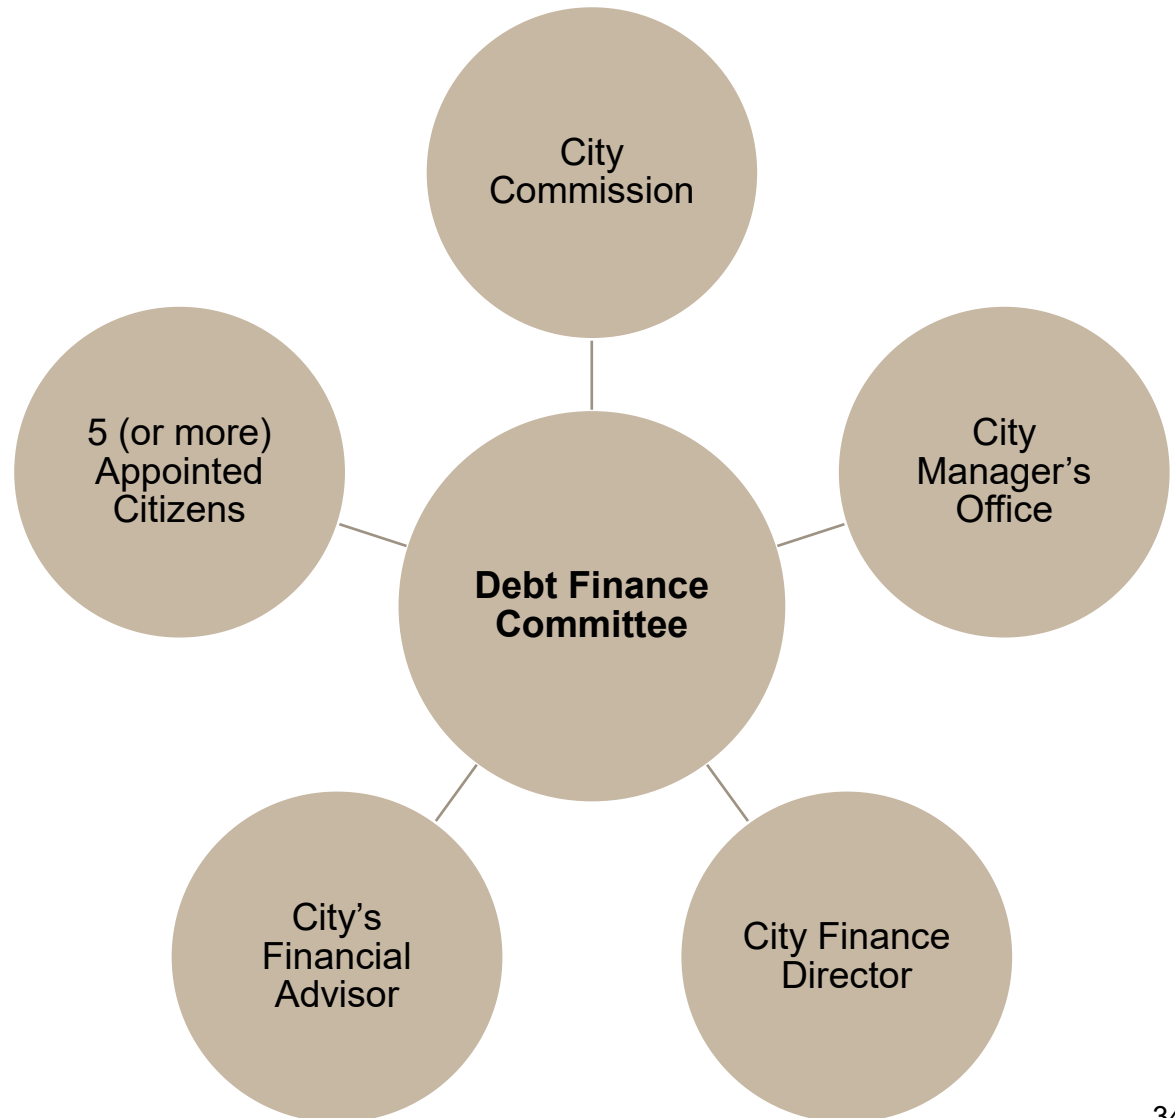 City
Commission
5 (or more)
Appointed
Citizens
City
Manager’s
Office
Debt Finance
Committee
City’s
Financial
Advisor
City Finance
Director
34